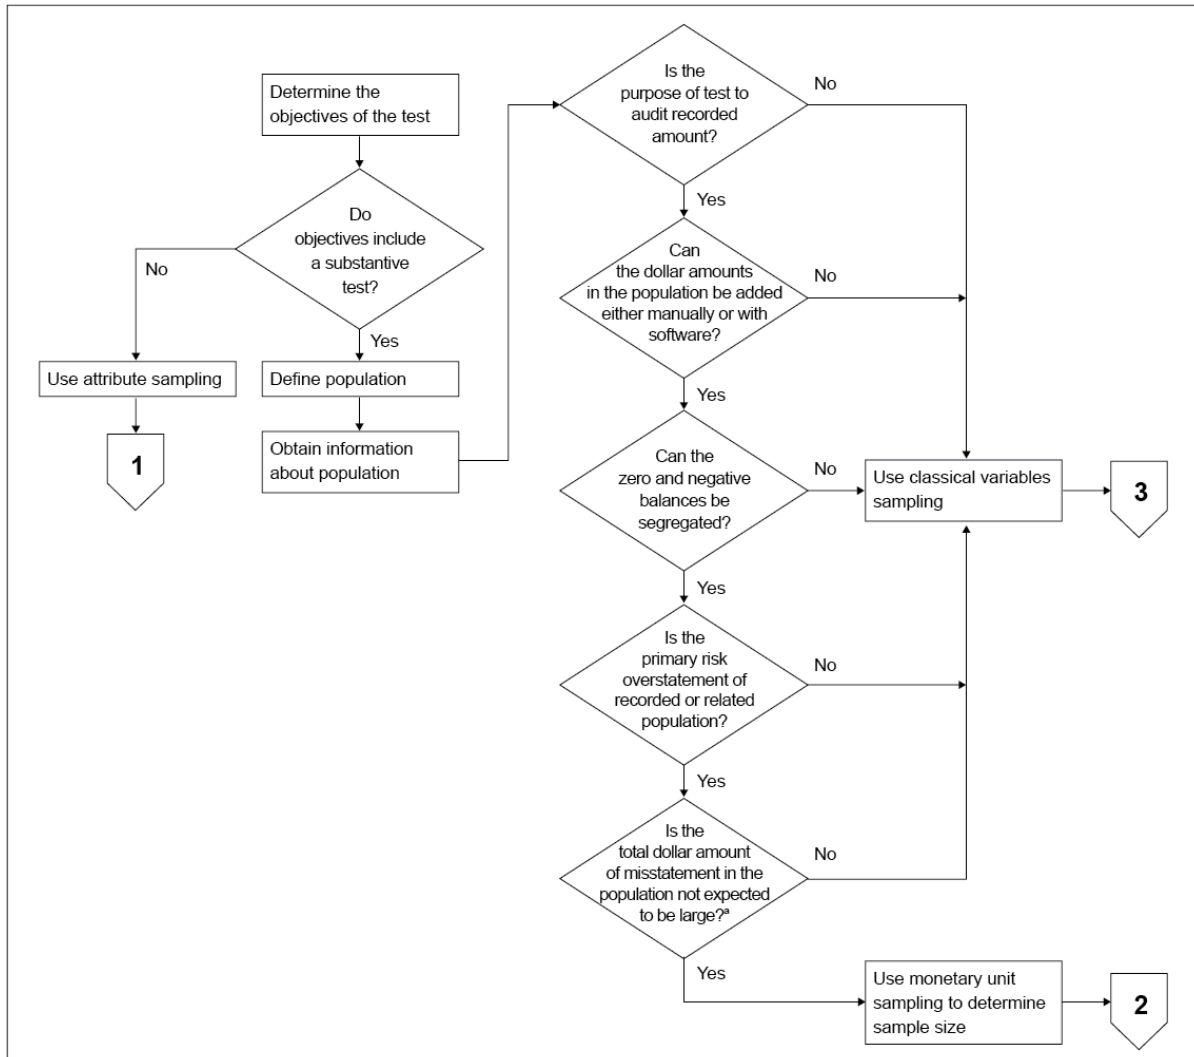 Determine the
objectives of the test
Do
objectives include
a substantive
test?
No
Yes
Use attribute sampling
1
Define population
Obtain information
about population
Is the
purpose of test to
audit recorded
amount?
No
Yes
Can
the dollar amounts
in the population be added
either manually or with
software?
No
Yes
Can the
zero and negative
balances be
segregated?
No
Yes
Use classical variables
sampling
3
Is the
primary risk
overstatement of
recorded or related
population?
No
Yes
Is the
total dollar amount
of misstatement in the
population not expected
to be large?ª
No
Yes
Use monetary unit
sampling to determine
sample size
2